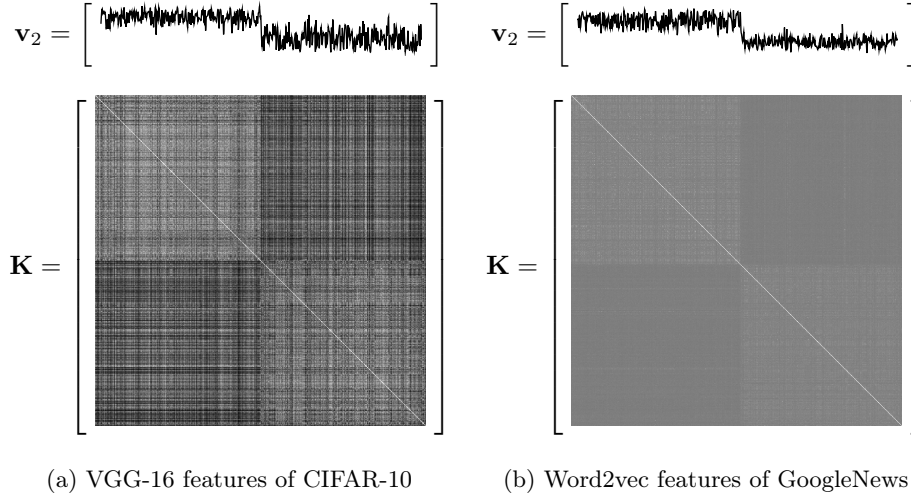 v₂ = [ ]
v₂ = [ ]
K = [ ]
K = [ ]
(a) VGG-16 features of CIFAR-10
(b) Word2vec features of GoogleNews